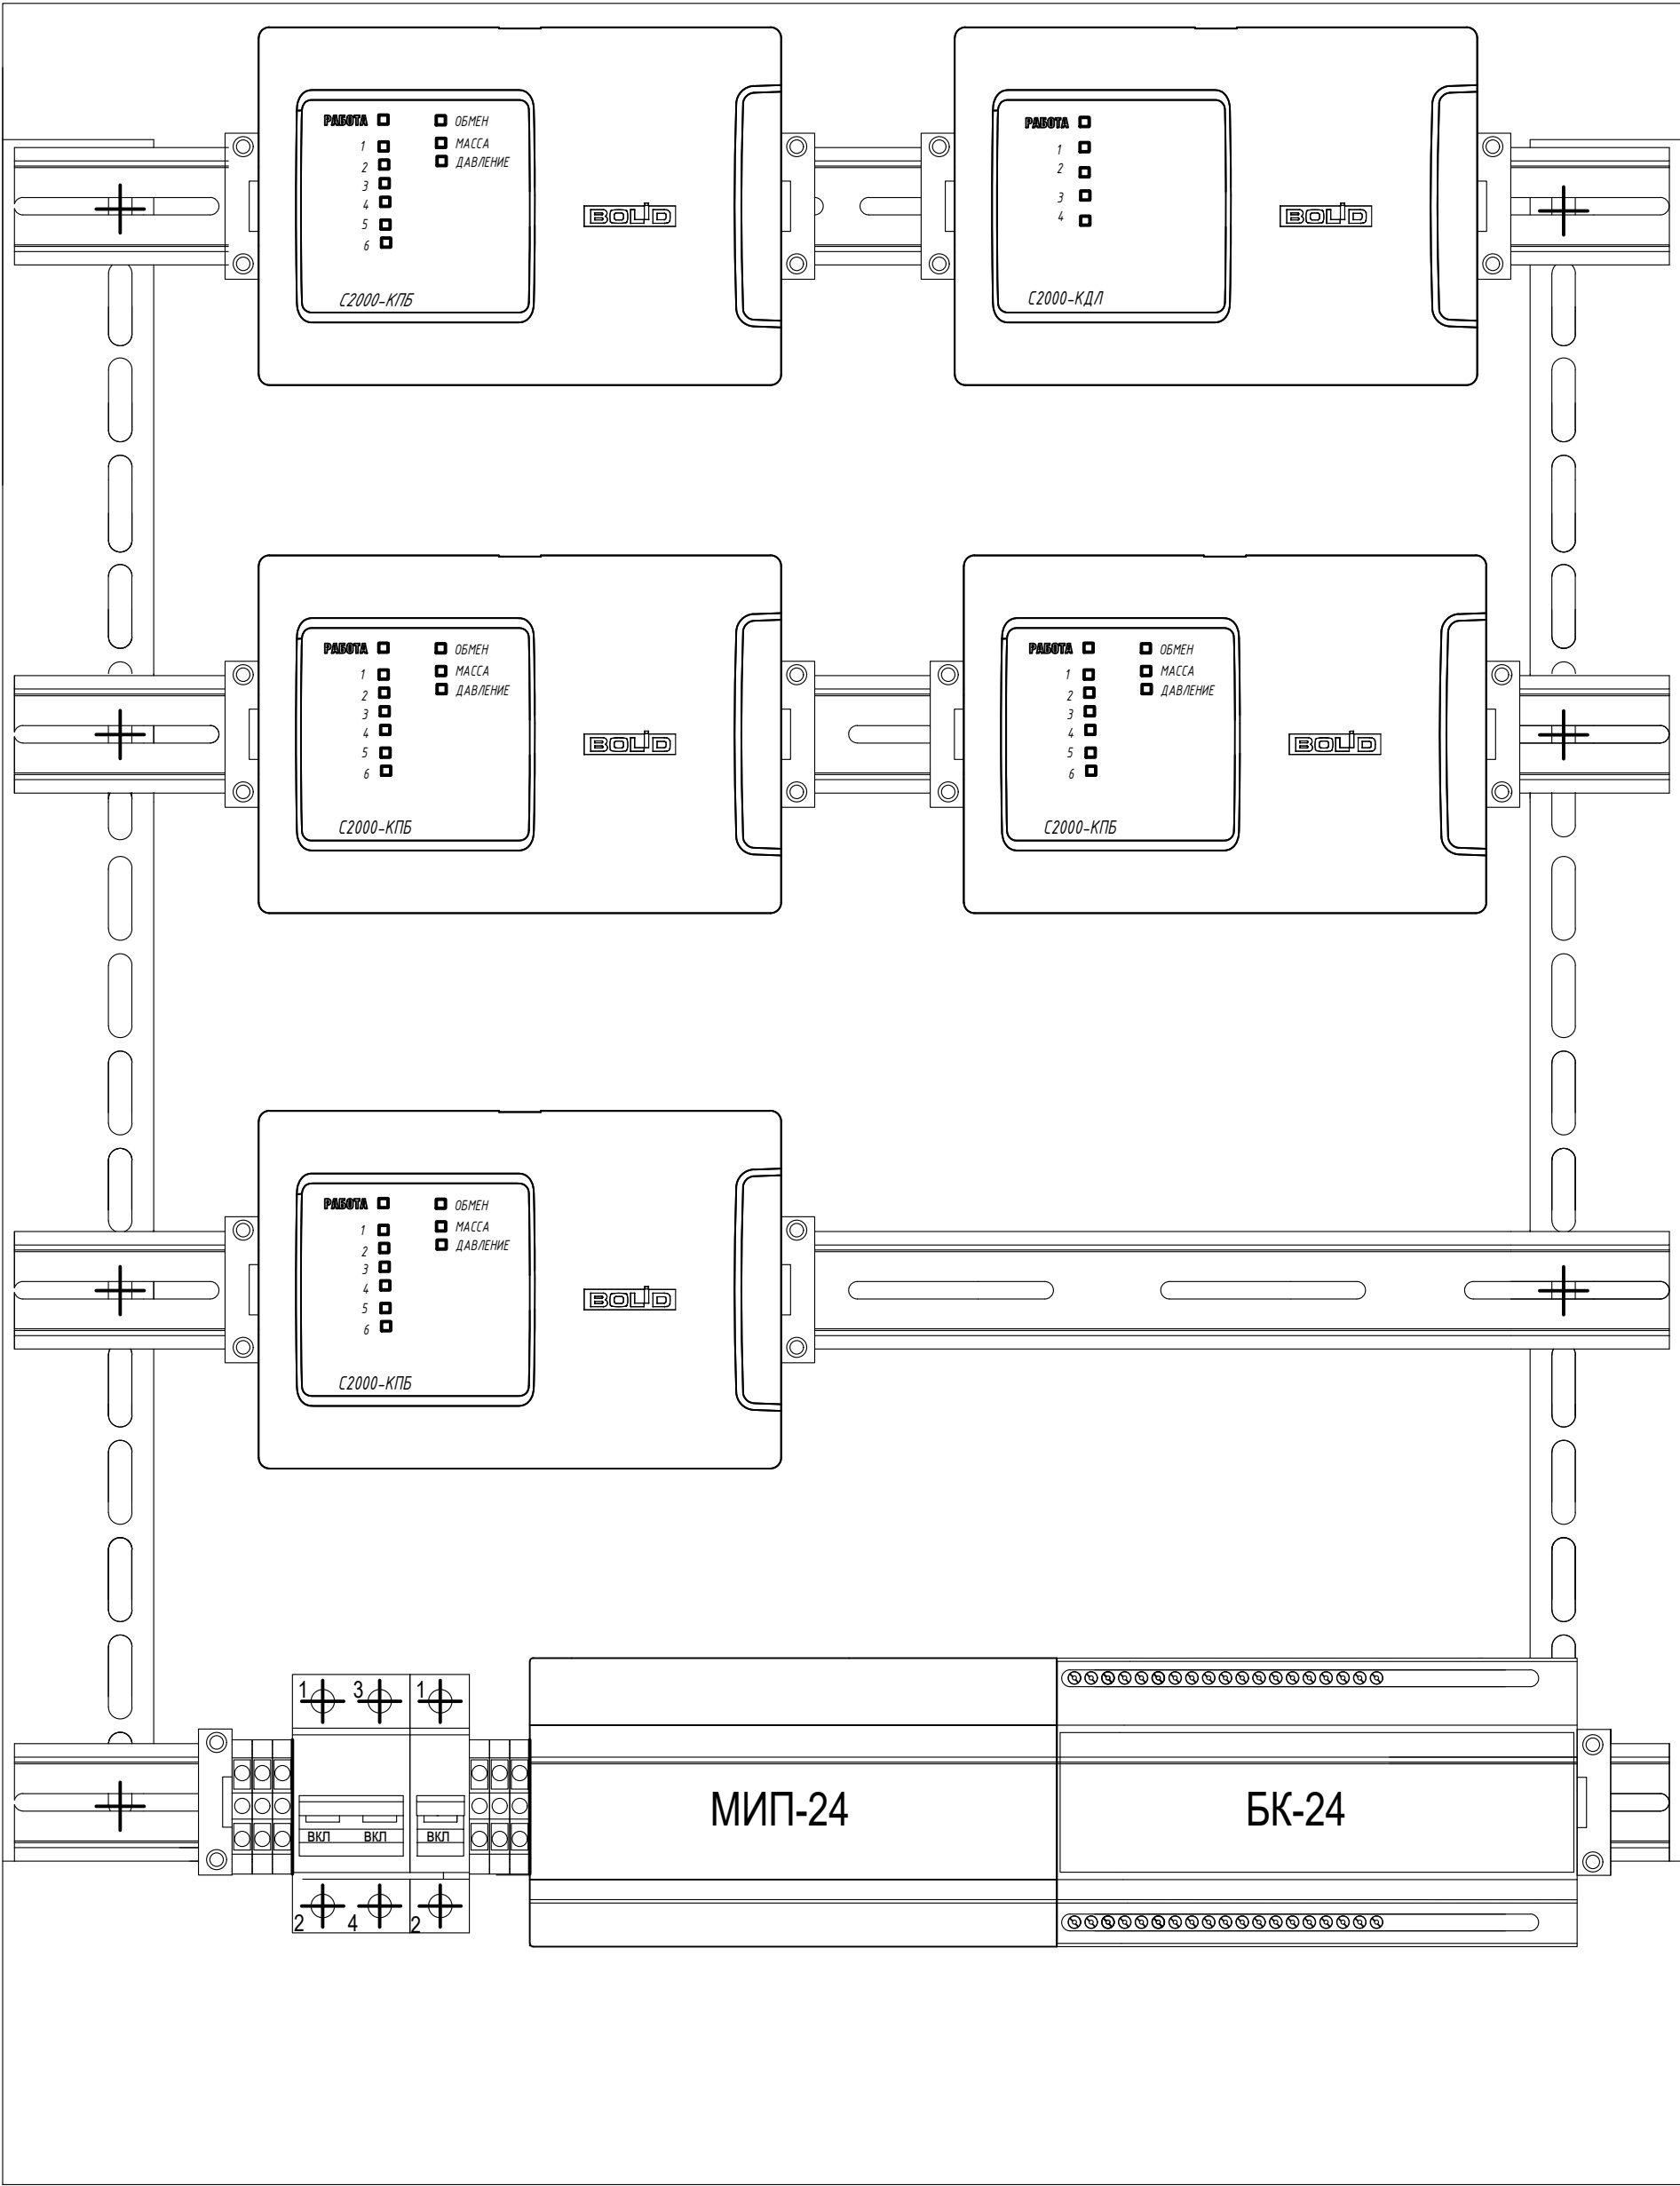 РАБОТА ОБМЕН
1 МАССА
2 ДАВЛЕНИЕ
3
4
5
6
BOLID
С2000-КПБ
РАБОТА
1
2
3
4
BOLID
С2000-КДЛ
РАБОТА ОБМЕН
1 МАССА
2 ДАВЛЕНИЕ
3
4
5
6
BOLID
С2000-КПБ
РАБОТА ОБМЕН
1 МАССА
2 ДАВЛЕНИЕ
3
4
5
6
BOLID
С2000-КПБ
РАБОТА ОБМЕН
1 МАССА
2 ДАВЛЕНИЕ
3
4
5
6
BOLID
С2000-КПБ
1 3 1
ВКЛ ВКЛ ВКЛ
2 4 2
МИП-24
БК-24